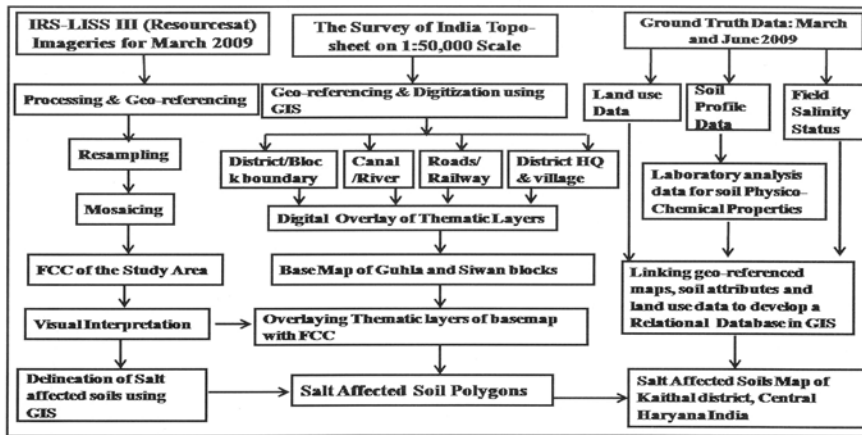 IRS-LISS III (Resourcesat)
Imageries for March 2009
The Survey of India Topo-
sheet on 1:50,000 Scale
Ground Truth Data: March
and June 2009
Processing & Geo-referencing
Geo-referencing & Digitization using
GIS
Land use
Data
Soil
Profile
Data
Field
Salinity
Status
Resampling
District/Bloc
k boundary
Canal
/River
Roads/
Railway
District HQ
& village
Laboratory analysis
data for soil Physico-
Chemical Properties
Mosaicing
Digital Overlay of Thematic Layers
FCC of the Study Area
Base Map of Guhla and Siwan blocks
Linking geo-referenced
maps, soil attributes and
land use data to develop a
Relational Database in GIS
Visual Interpretation
Overlaying Thematic layers of basemap
with FCC
Delineation of Salt
affected soils using
GIS
Salt Affected Soil Polygons
Salt Affected Soils Map of
Kaithal district, Central
Haryana India